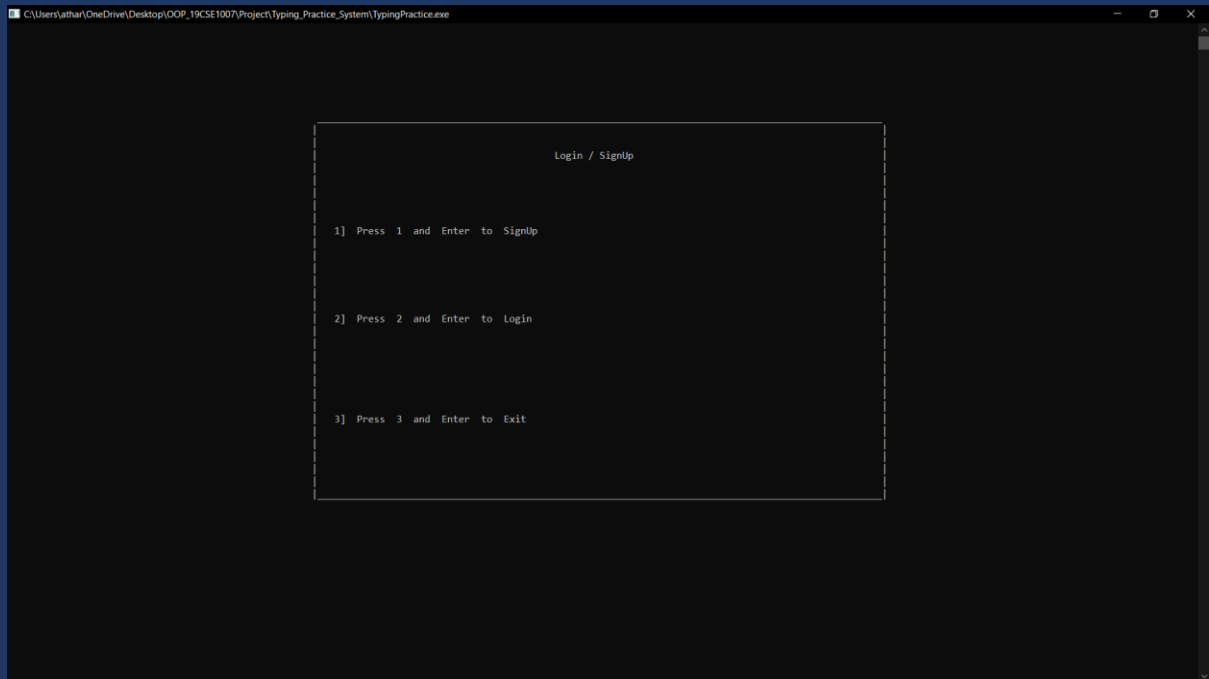 C:\Users\athar\OneDrive\Desktop\OOP_19CSE1007\Project\Typing_Practice_System\TypingPractice.exe
Login / SignUp
1] Press 1 and Enter to SignUp
2] Press 2 and Enter to Login
3] Press 3 and Enter to Exit